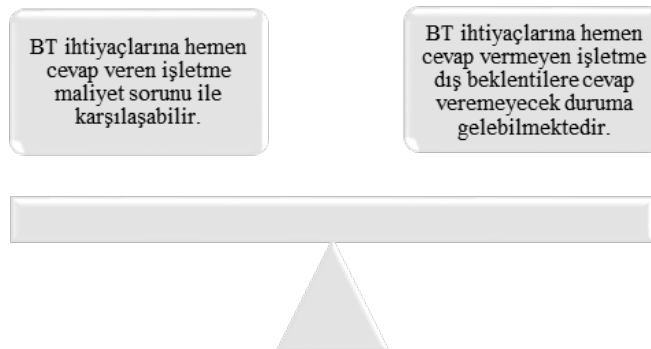 BT ihtiyaçlarına hemen
cevap veren işletme
maliyet sorunu ile
karşılaşabilir.
BT ihtiyaçlarına hemen
cevap vermeyen işletme
dış beklentilere cevap
veremeyecek duruma
gelebilmektedir.